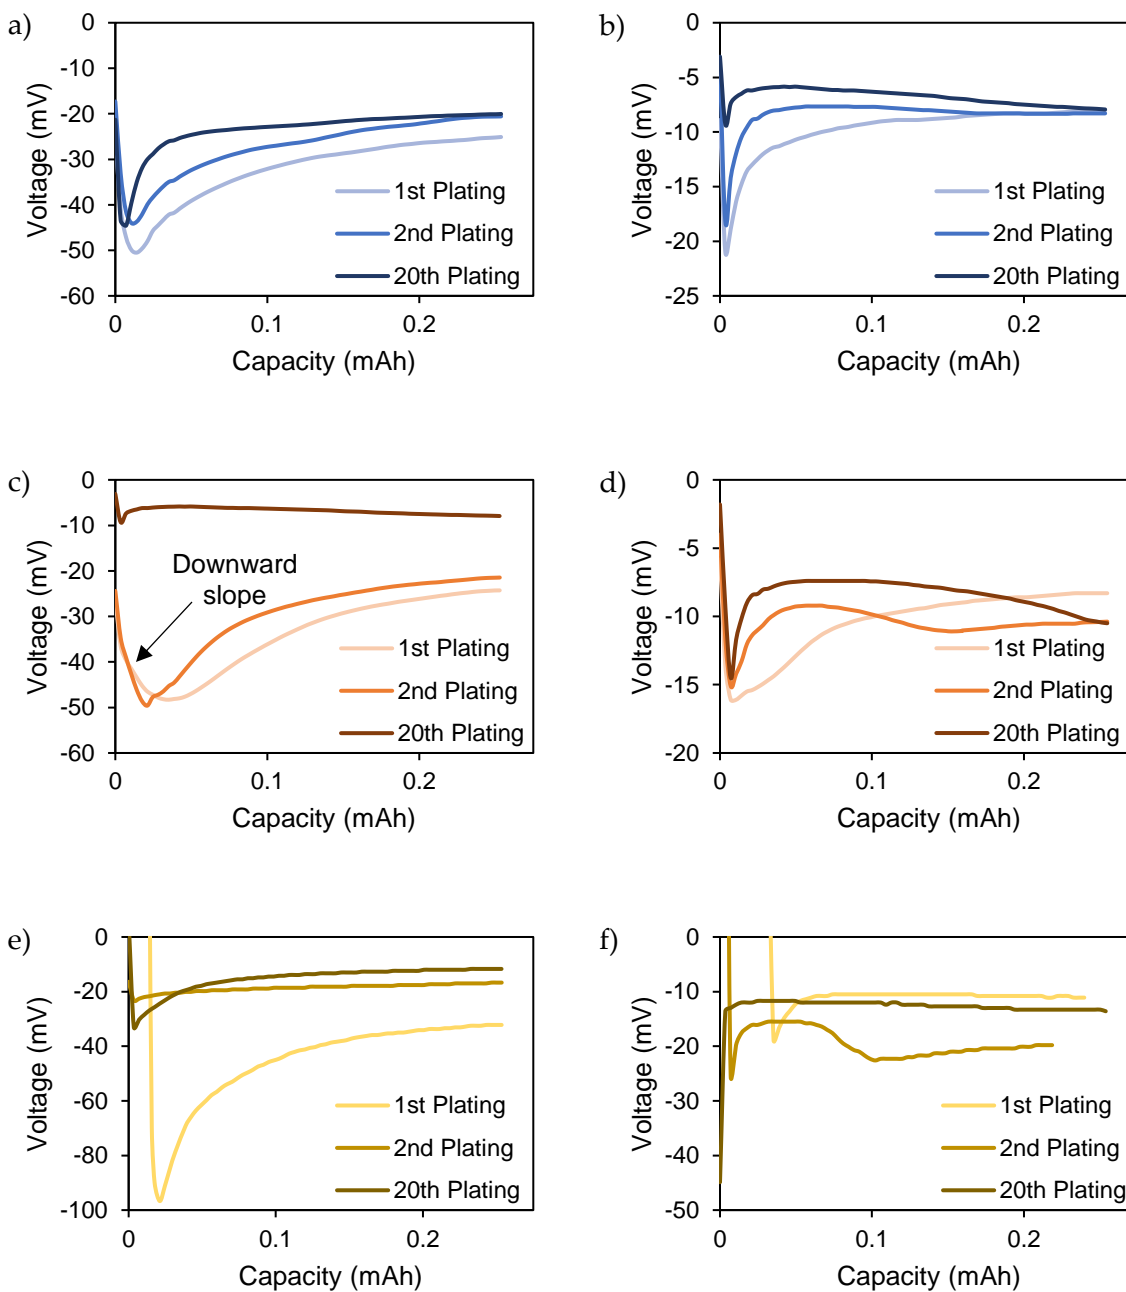 a)
0
-10
-20
-30
-40
-50
-60
Voltage (mV)
1st Plating
2nd Plating
20th Plating
0
0.1
0.2
Capacity (mAh)
b)
0
-5
-10
-15
-20
-25
Voltage (mV)
1st Plating
2nd Plating
20th Plating
0
0.1
0.2
Capacity (mAh)
c)
0
-10
-20
-30
-40
-50
-60
Voltage (mV)
Downward
slope
1st Plating
2nd Plating
20th Plating
0
0.1
0.2
Capacity (mAh)
d)
0
-5
-10
-15
-20
Voltage (mV)
1st Plating
2nd Plating
20th Plating
0
0.1
0.2
Capacity (mAh)
e)
0
-20
-40
-60
-80
-100
Voltage (mV)
1st Plating
2nd Plating
20th Plating
0
0.1
0.2
Capacity (mAh)
f)
0
-10
-20
-30
-40
-50
Voltage (mV)
1st Plating
2nd Plating
20th Plating
0
0.1
0.2
Capacity (mAh)